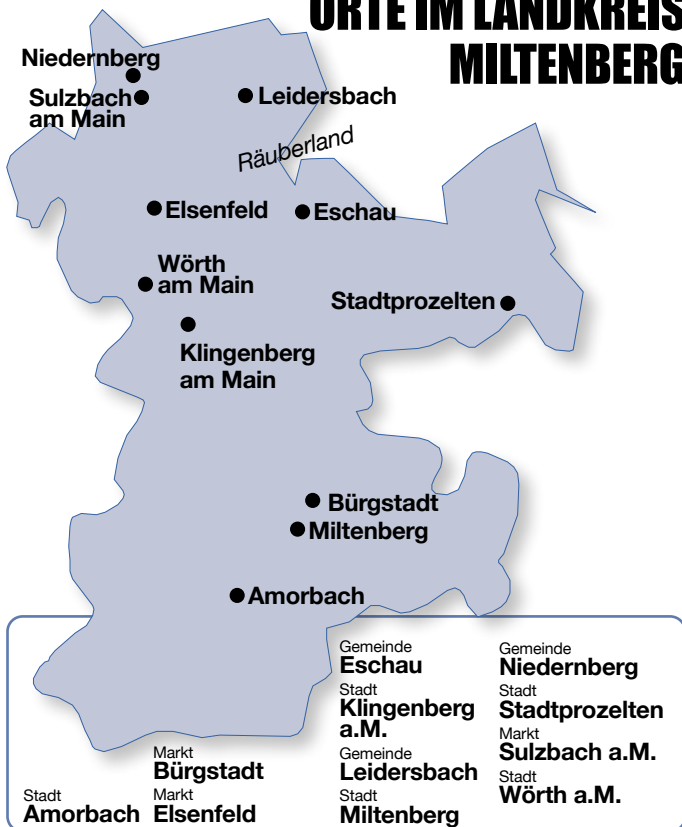 ORTE IM LANDKREIS
MILTENBERG
Niedernberg
Sulzbach
am Main
Leidersbach
Räuberland
Elsenfeld
Eschau
Wörth
am Main
Stadtprozelten
Klingenberg
am Main
Bürgstadt
Miltenberg
Amorbach
Stadt
Amorbach
Markt
Bürgstadt
Markt
Elsenfeld
Gemeinde
Eschau
Stadt
Klingenberg
a.M.
Gemeinde
Leidersbach
Stadt
Miltenberg
Gemeinde
Niedernberg
Stadt
Stadtprozelten
Markt
Sulzbach a.M.
Stadt
Wörth a.M.